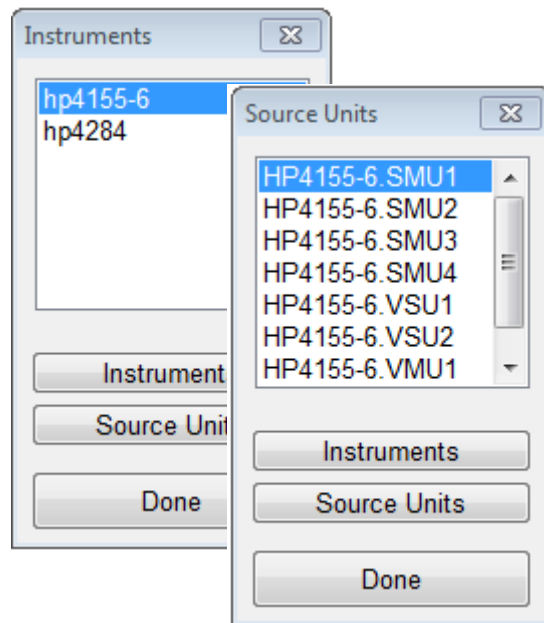 Instruments
hp4155-6
hp4284
Instrument
Source Unit
Done
Source Units
HP4155-6.SMU1
HP4155-6.SMU2
HP4155-6.SMU3
HP4155-6.SMU4
HP4155-6.VSU1
HP4155-6.VSU2
HP4155-6.VMU1
Instruments
Source Units
Done